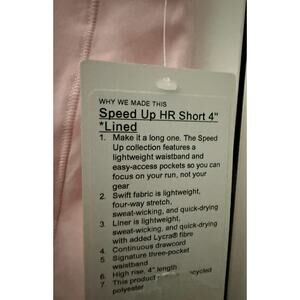 WHY WE MADE THIS
Speed Up HR Short 4"
*Lined
1. Make it a long one. The Speed
Up collection features a
lightweight waistband and
easy-access pockets so you can
focus on your run, not your
gear
2. Swift fabric is lightweight,
four-way stretch,
sweat-wicking, and quick-drying
3. Liner is lightweight,
sweat-wicking, and quick-drying
with added Lycra® fibre
4. Continuous drawcord
5. Signature three-pocket
waistband
6. High rise, 4" length
7. This product recycled
polyester